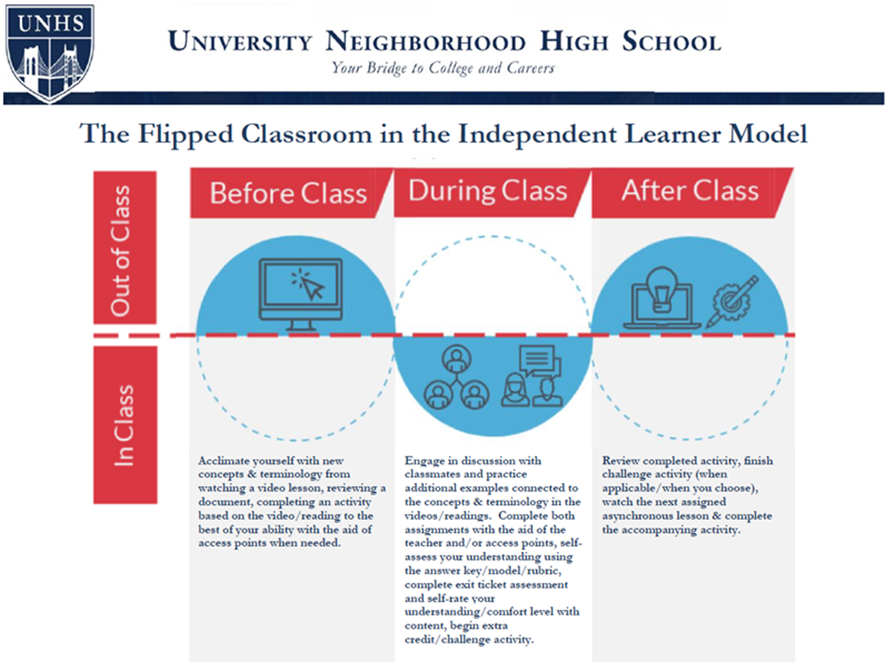 UNHS
UNIVERSITY NEIGHBORHOOD HIGH SCHOOL
Your Bridge to College and Careers
The Flipped Classroom in the Independent Learner Model
Before Class
During Class
After Class
Out of Class
In Class
Acclimate yourself with new
concepts & terminology from
watching a video lesson, reviewing a
document, completing an activity
based on the video/reading to the
best of your ability with the aid of
access points when needed.
Engage in discussion with
classmates and practice
additional examples connected to
the concepts & terminology in the
videos/readings. Complete both
assignments with the aid of the
teacher and/or access points, self-
assess your understanding using
the answer key/model/rubric,
complete exit ticket assessment
and self-rate your
understanding/comfort level with
content, begin extra
credit/challenge activity.
Review completed activity, finish
challenge activity (when
applicable/when you choose),
watch the next assigned
asynchronous lesson & complete
the accompanying activity.